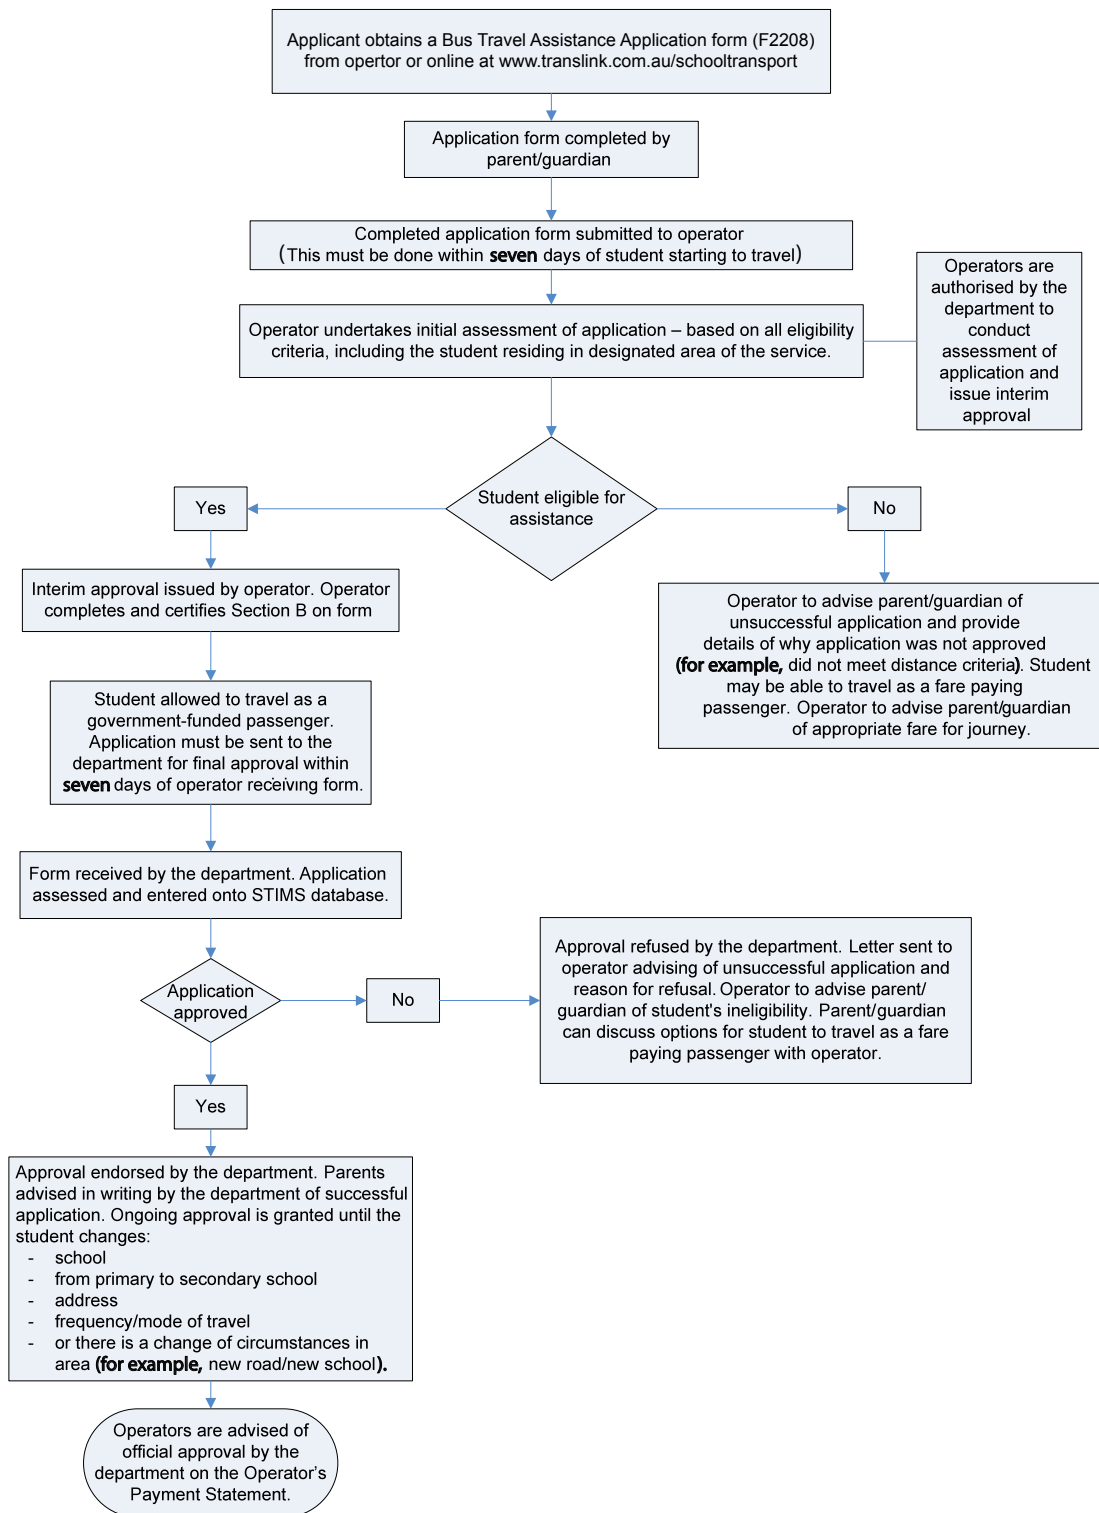 Applicant obtains a Bus Travel Assistance Application form (F2208)
from opertor or online at www.translink.com.au/schooltransport
Application form completed by
parent/guardian
Completed application form submitted to operator
(This must be done within seven days of student starting to travel)
Operator undertakes initial assessment of application – based on all eligibility
criteria, including the student residing in designated area of the service.
Operators are
authorised by the
department to
conduct
assessment of
application and
issue interim
approval
Student eligible for
assistance
Yes
No
Interim approval issued by operator. Operator
completes and certifies Section B on form
Operator to advise parent/guardian of
unsuccessful application and provide
details of why application was not approved
(for example, did not meet distance criteria). Student
may be able to travel as a fare paying
passenger. Operator to advise parent/guardian
of appropriate fare for journey.
Student allowed to travel as a
government-funded passenger.
Application must be sent to the
department for final approval within
seven days of operator receiving form.
Form received by the department. Application
assessed and entered onto STIMS database.
Application
approved
No
Approval refused by the department. Letter sent to
operator advising of unsuccessful application and
reason for refusal. Operator to advise parent/
guardian of student's ineligibility. Parent/guardian
can discuss options for student to travel as a fare
paying passenger with operator.
Yes
Approval endorsed by the department. Parents
advised in writing by the department of successful
application. Ongoing approval is granted until the
student changes:
- school
- from primary to secondary school
- address
- frequency/mode of travel
- or there is a change of circumstances in
area (for example, new road/new school).
Operators are advised of
official approval by the
department on the Operator’s
Payment Statement.